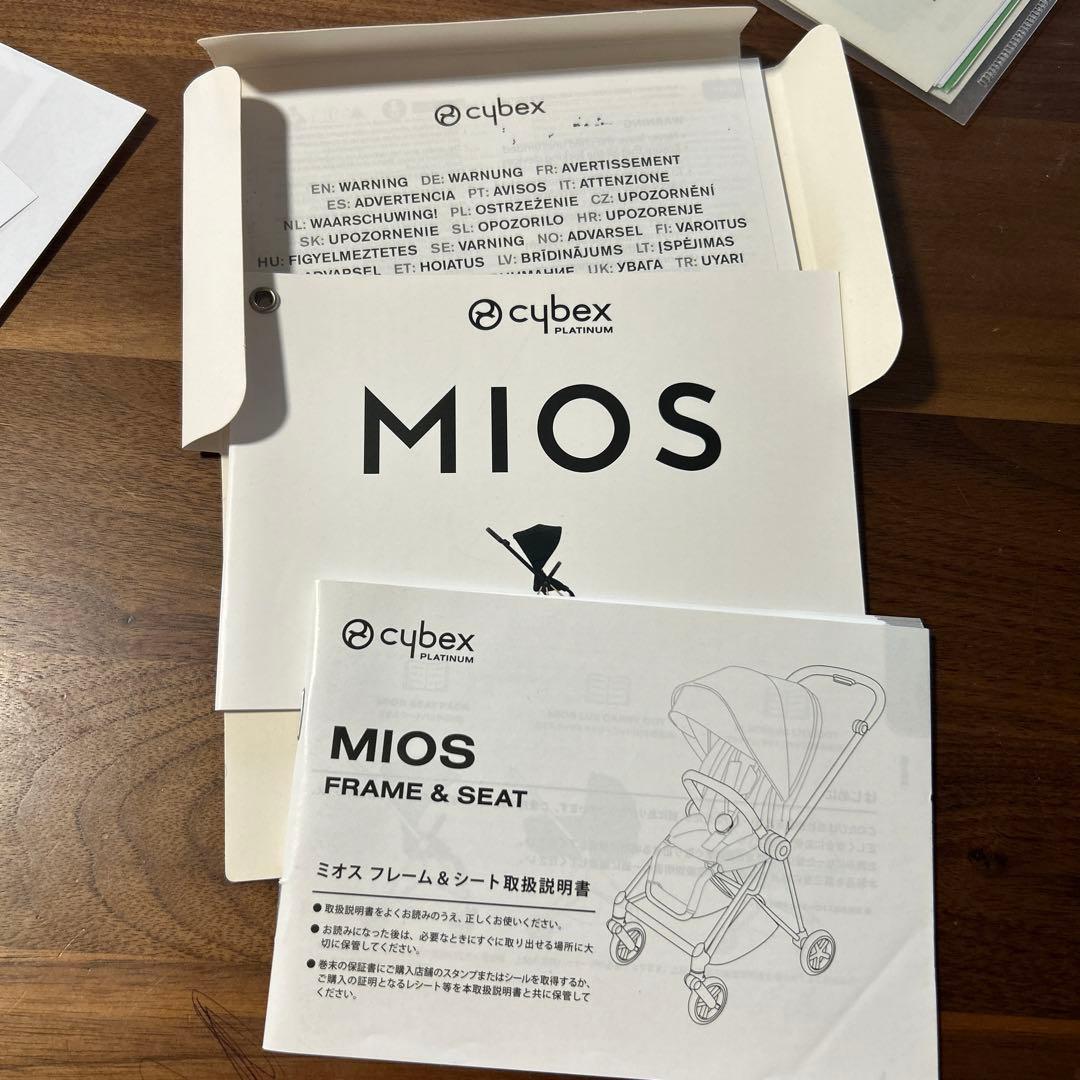 cybex
EN: WARNING DE: WARNUNG FR: AVERTISSEMENT
ES: ADVERTENCIA PT: AVISOS IT: ATTENZIONE
NL: WAARSCHUWING! PL: OSTRZEŻENIE CZ: UPOZORNĚNÍ
SK: UPOZORNENIE SL: OPOZORILO HR: UPOZORENJE
HU: FIGYELMEZTETES SE: VARNING NO: ADVARSEL FI: VAROITUS
ADVARSEL ET: HOIATUS LV: BRĪDINĀJUMS LT: ĮSPĖJIMAS
ВНИМАНИЕ UK: УВАГА TR: UYARI
cybex
PLATINUM
MIOS
cybex
PLATINUM
MIOS
FRAME & SEAT
ミオス フレーム&シート取扱説明書
● 取扱説明書をよくお読みのうえ、正しくお使いください。
● お読みになった後は、必要なときにすぐに取り出せる場所に大
切に保管してください。
● 巻末の保証書にご購入店舗のスタンプまたはシールを取得するか、
ご購入の証明となるレシート等を本取扱説明書と共に保管して
ください。